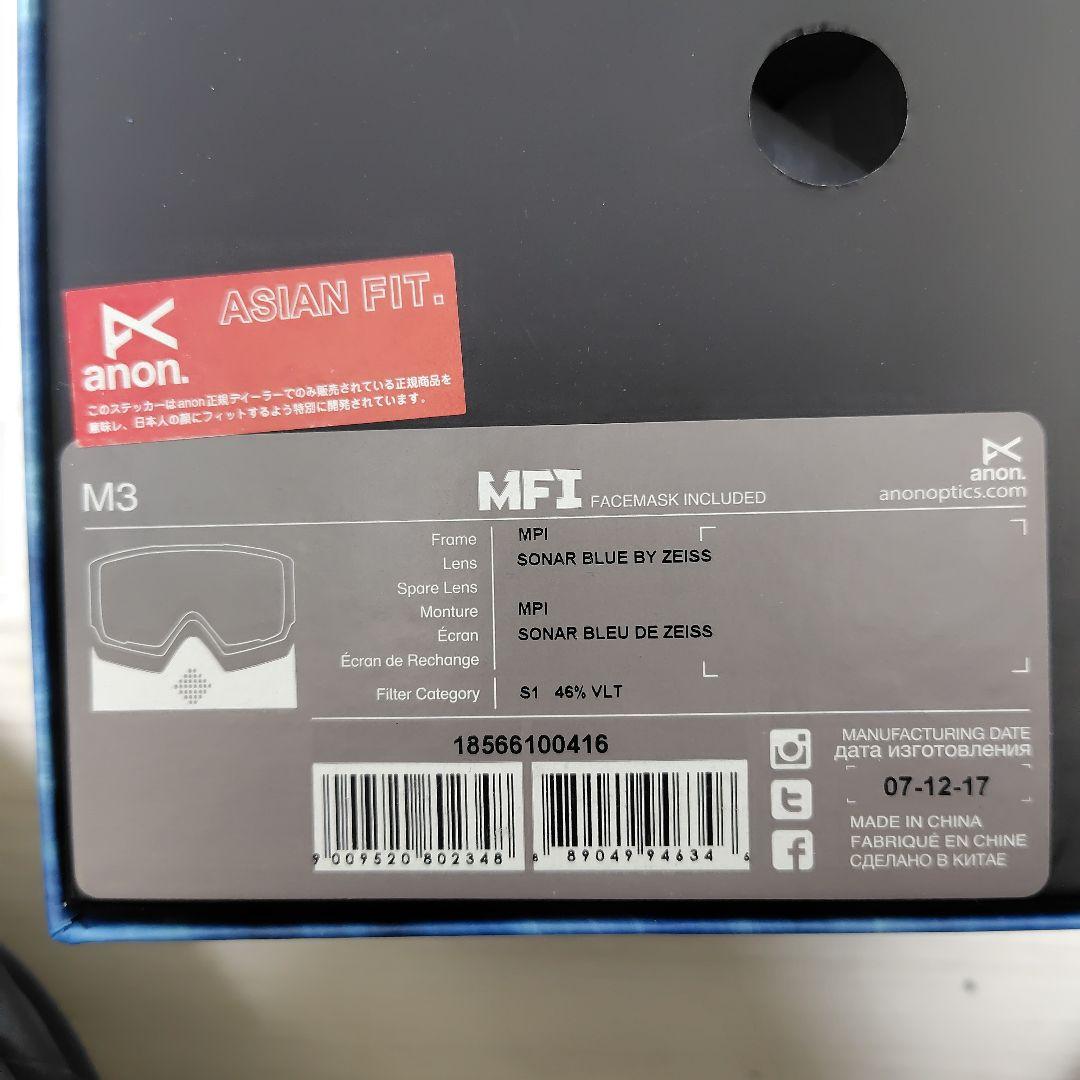 ASIAN FIT.
anon.
このステッカーはanon正規デイーラーでのみ販売されている正規商品を
意味し、日本人の顔にフィットするよう特別に開発されています。
anon.
M3
MFI FACEMASK INCLUDED
anonoptics.com
Frame MPI
Lens SONAR BLUE BY ZEISS
Spare Lens
Monture MPI
Écran SONAR BLEU DE ZEISS
Écran de Rechange
Filter Category S1 46% VLT
18566100416
9 009520 802348
8 89049 94634 6
MANUFACTURING DATE
ДАТА ИЗГОТОВЛЕНИЯ
07-12-17
MADE IN CHINA
FABRIQUÉ EN CHINE
СДЕЛАНО В КИТАЕ